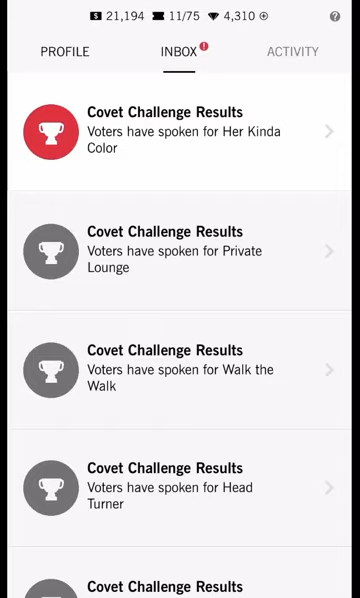 $ 21,194 11/75 4,310
?
PROFILE INBOX ! ACTIVITY
Covet Challenge Results
Voters have spoken for Her Kinda
Color
Covet Challenge Results
Voters have spoken for Private
Lounge
Covet Challenge Results
Voters have spoken for Walk the
Walk
Covet Challenge Results
Voters have spoken for Head
Turner
Covet Challenge Results